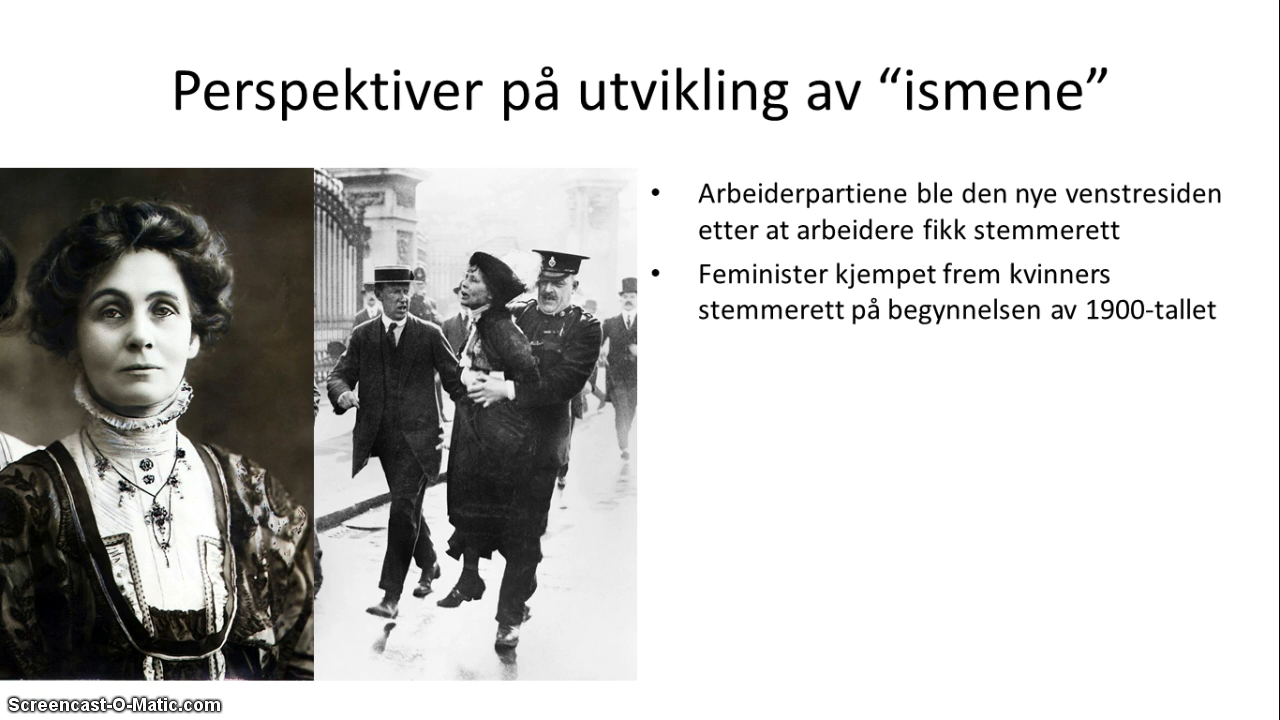 Perspektiver på utvikling av “ismene”
• Arbeiderpartiene ble den nye venstresiden
etter at arbeidere fikk stemmerett
• Feminister kjempet frem kvinners
stemmerett på begynnelsen av 1900-tallet
Screencast-O-Matic.com